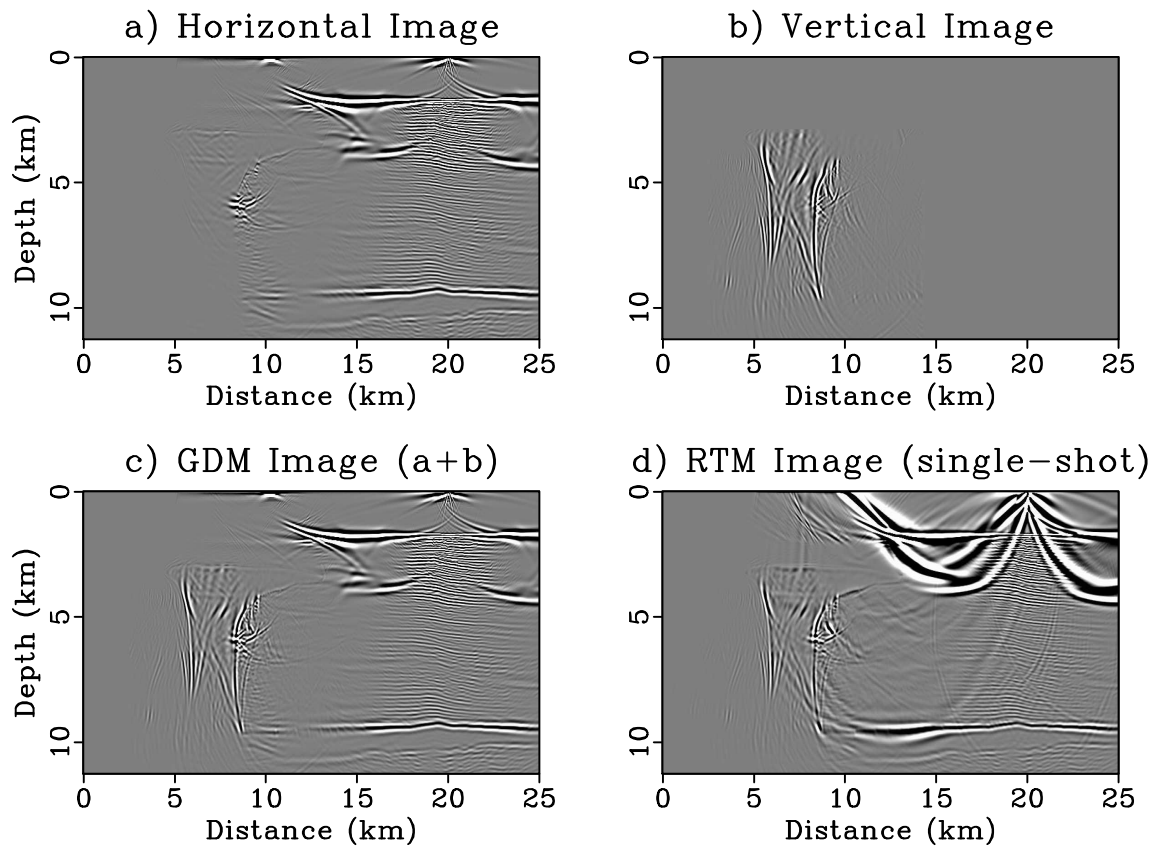 a) Horizontal Image
b) Vertical Image
0
5
10
Depth (km)
0 5 10 15 20 25
Distance (km)
0
5
10
0 5 10 15 20 25
Distance (km)
c) GDM Image (a+b)
d) RTM Image (single-shot)
0
5
10
Depth (km)
0 5 10 15 20 25
Distance (km)
0
5
10
0 5 10 15 20 25
Distance (km)